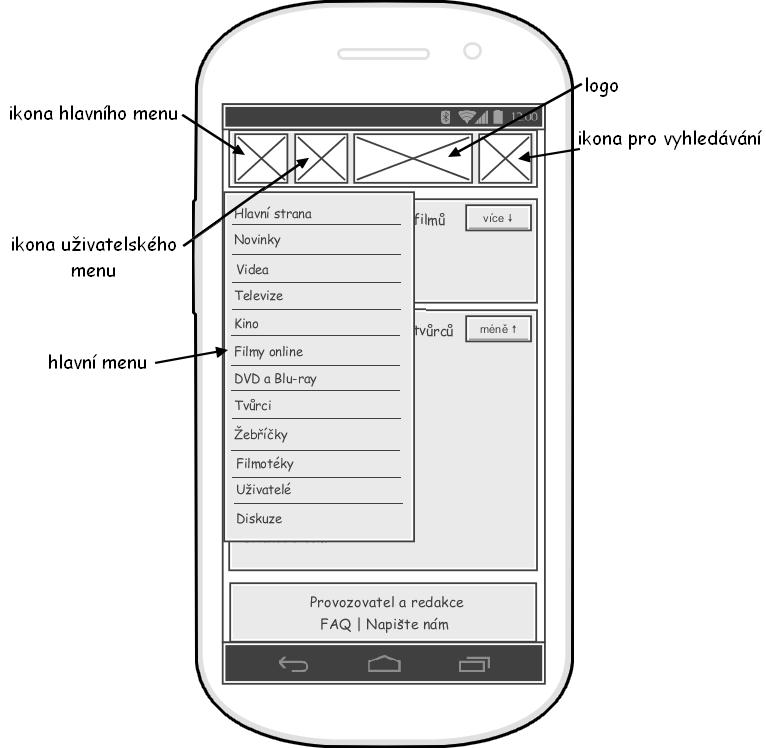 logo
ikona hlavního menu
12:00
ikona pro vyhledávání
Hlavní strana
filmů
více ↓
Novinky
ikona uživatelského
menu
Videa
Televize
Kino
tvůrců
méně ↑
hlavní menu
Filmy online
DVD a Blu-ray
Tvůrci
Žebříčky
Filmotéky
Uživatelé
Diskuze
Provozovatel a redakce
FAQ | Napište nám